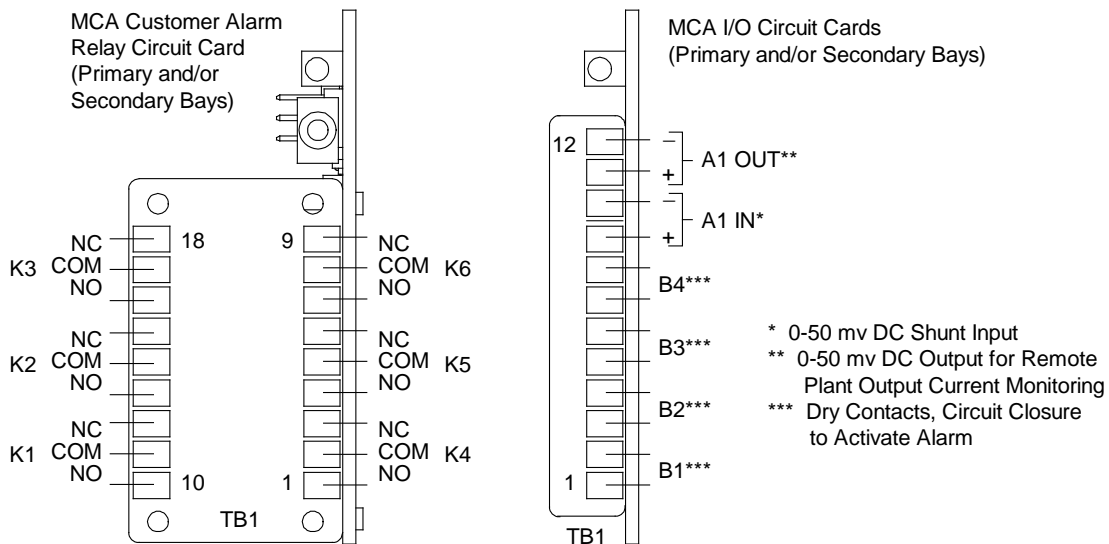 MCA Customer Alarm
Relay Circuit Card
(Primary and/or
Secondary Bays)
NC 18 9 NC
K3 COM COM K6
NO NO
NC NC
K2 COM COM K5
NO NO
NC NC
K1 COM COM K4
NO 10 1 NO
TB1
MCA I/O Circuit Cards
(Primary and/or Secondary Bays)
12 −
A1 OUT**
+
−
A1 IN*
+
B4***
B3***
B2***
B1***
1
TB1
* 0-50 mv DC Shunt Input
** 0-50 mv DC Output for Remote
Plant Output Current Monitoring
*** Dry Contacts, Circuit Closure
to Activate Alarm